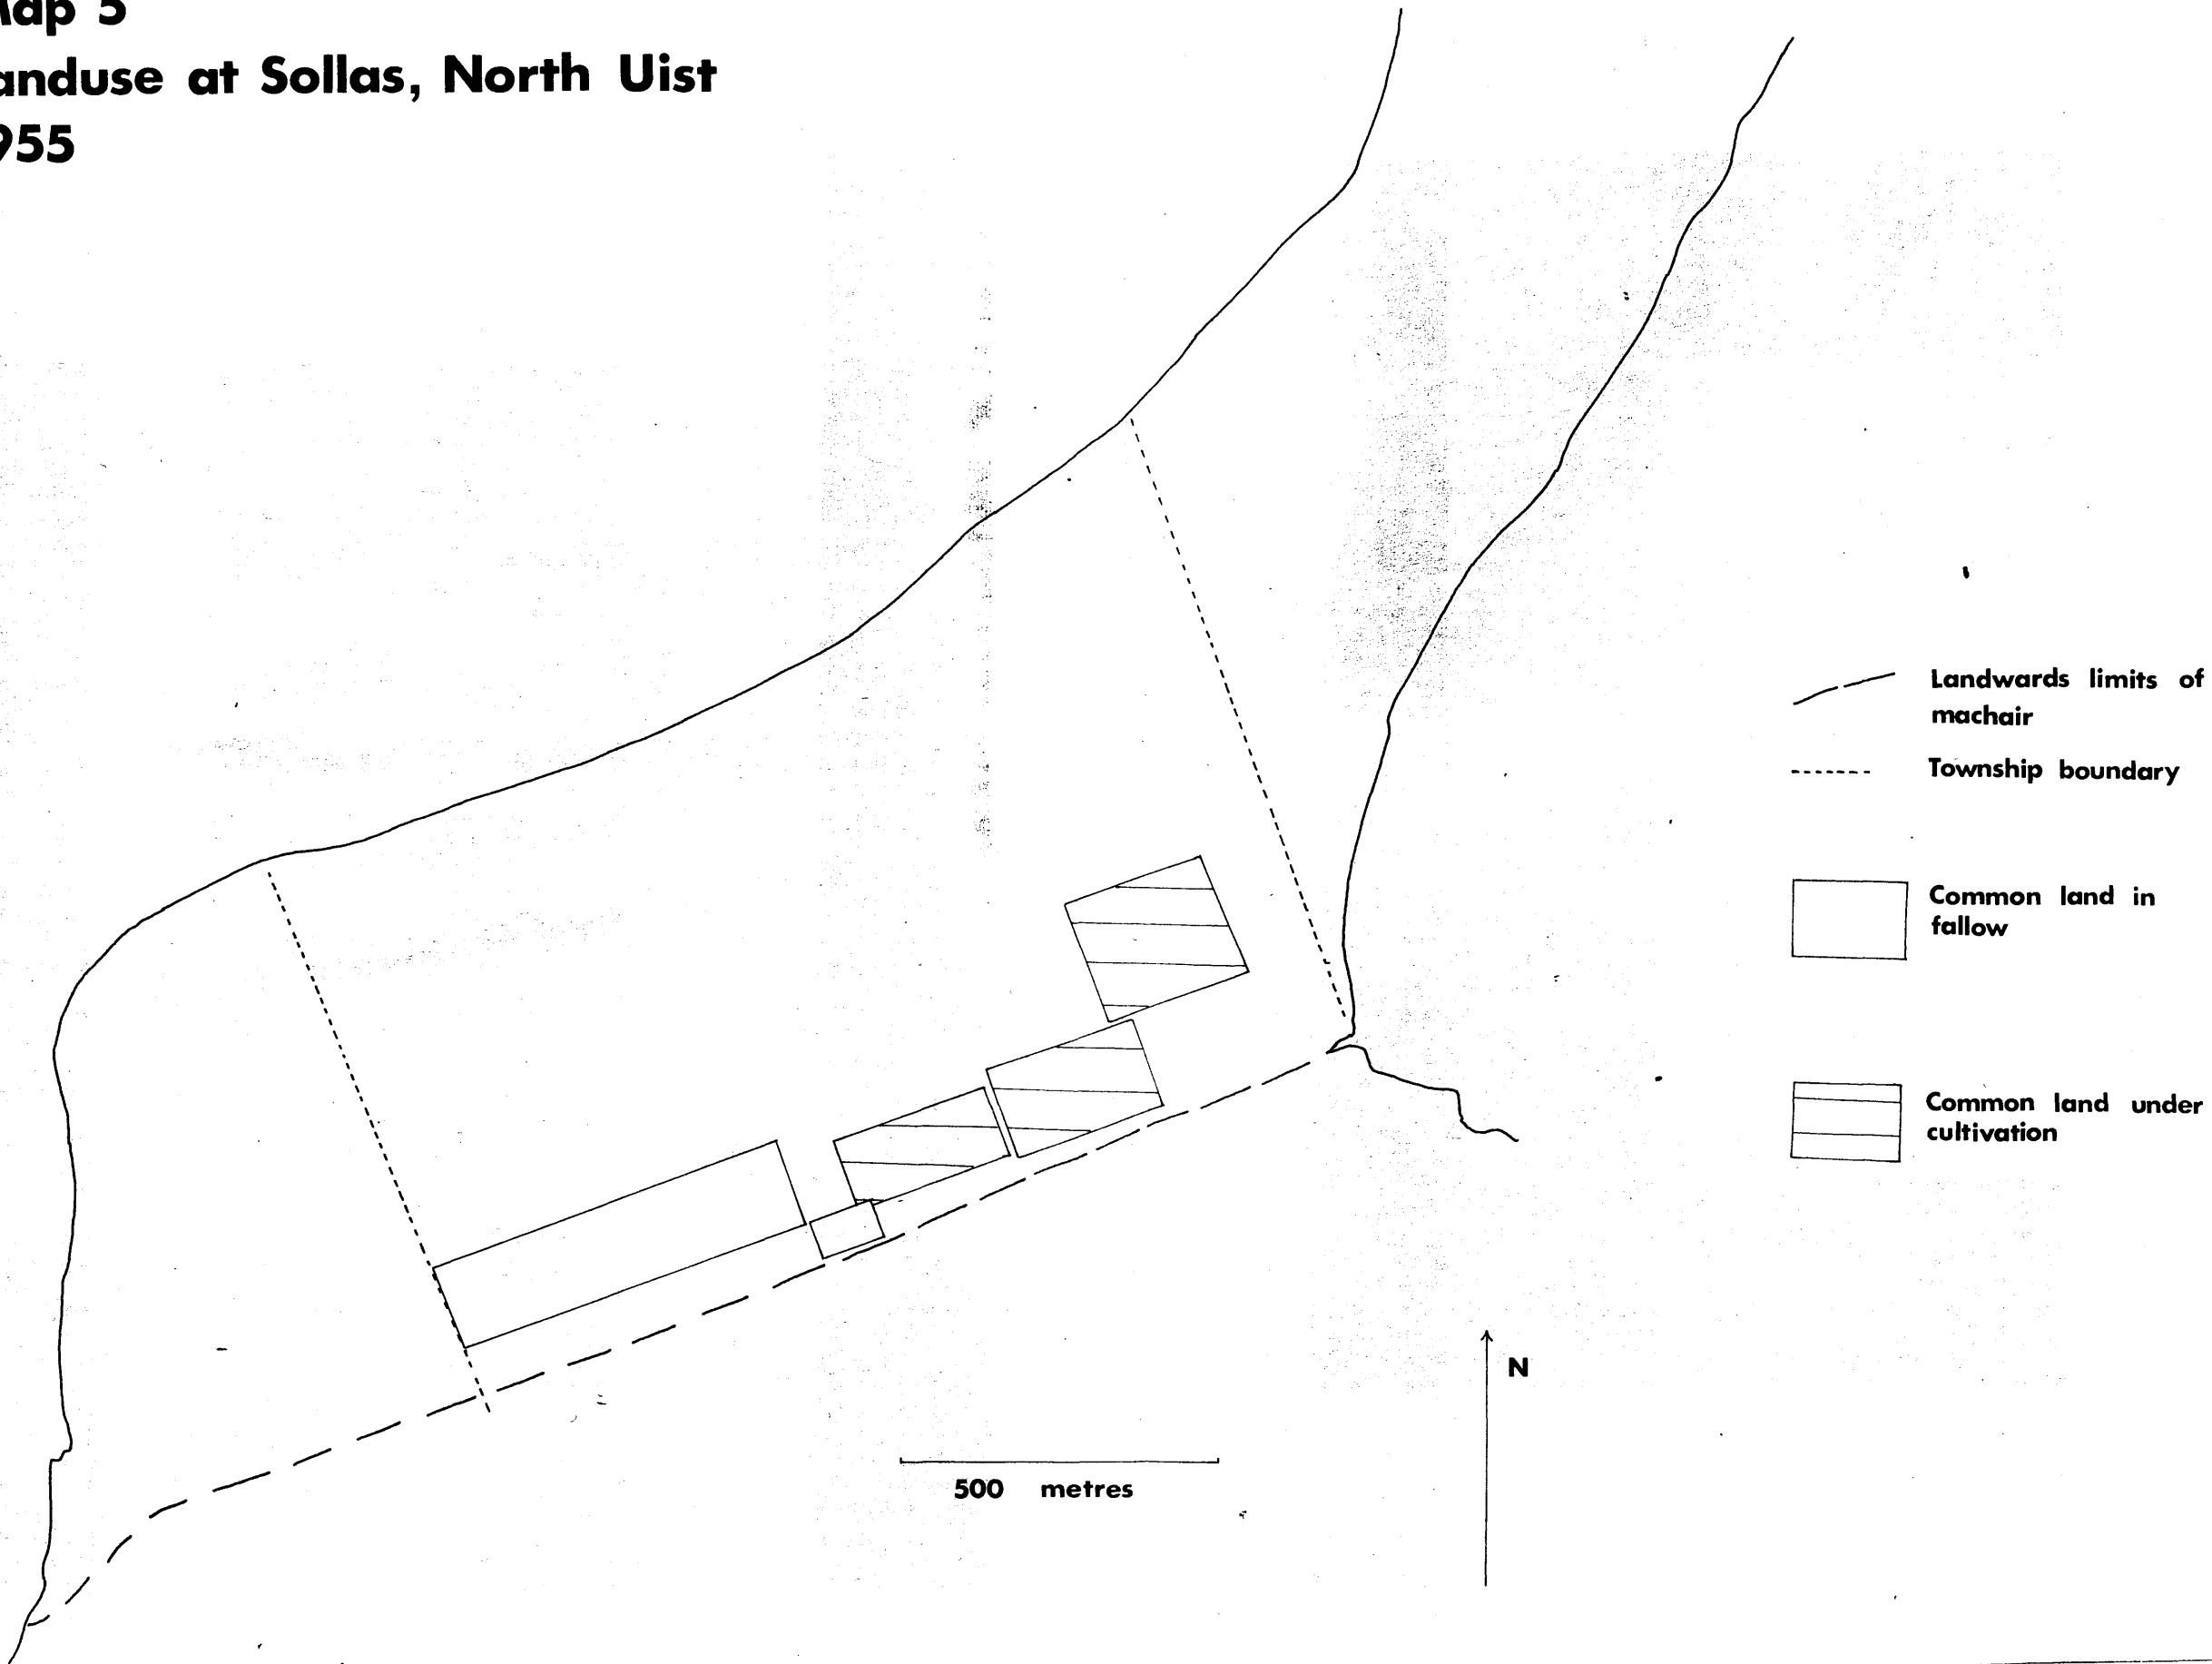 Map 5
anduse at Sollas, North Uist
955
Landwards limits of
machair
Township boundary
Common land in
fallow
Common land under
cultivation
N
500 metres